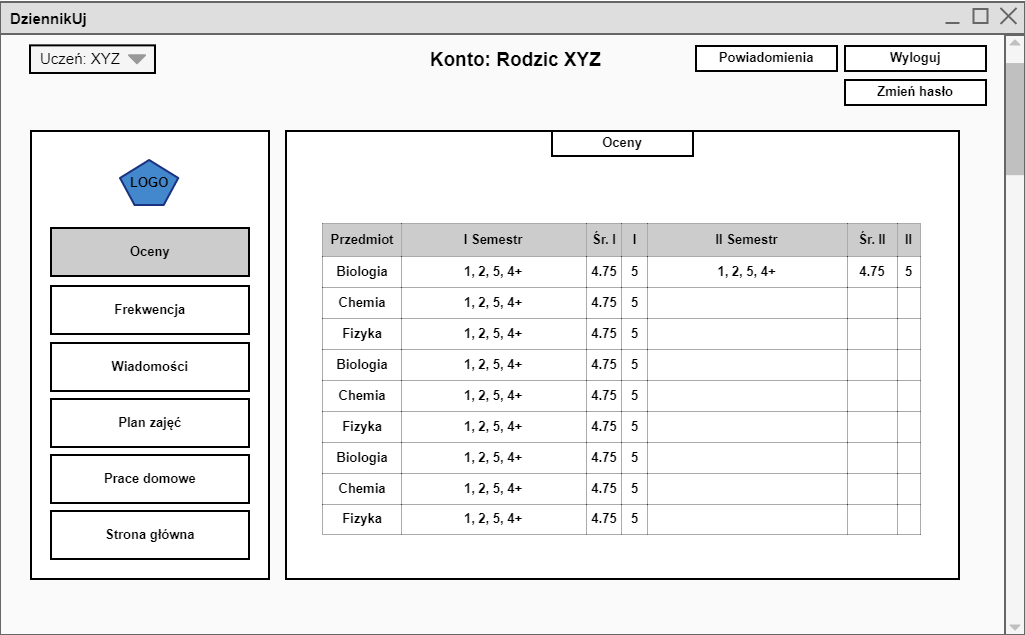 DziennikUj
Uczeń: XYZ
Konto: Rodzic XYZ
Powiadomienia
Wyloguj
Zmień hasło
LOGO
Oceny
Frekwencja
Wiadomości
Plan zajęć
Prace domowe
Strona główna
Oceny
Przedmiot I Semestr Śr. I I II Semestr Śr. II II
Biologia 1, 2, 5, 4+ 4.75 5 1, 2, 5, 4+ 4.75 5
Chemia 1, 2, 5, 4+ 4.75 5
Fizyka 1, 2, 5, 4+ 4.75 5
Biologia 1, 2, 5, 4+ 4.75 5
Chemia 1, 2, 5, 4+ 4.75 5
Fizyka 1, 2, 5, 4+ 4.75 5
Biologia 1, 2, 5, 4+ 4.75 5
Chemia 1, 2, 5, 4+ 4.75 5
Fizyka 1, 2, 5, 4+ 4.75 5